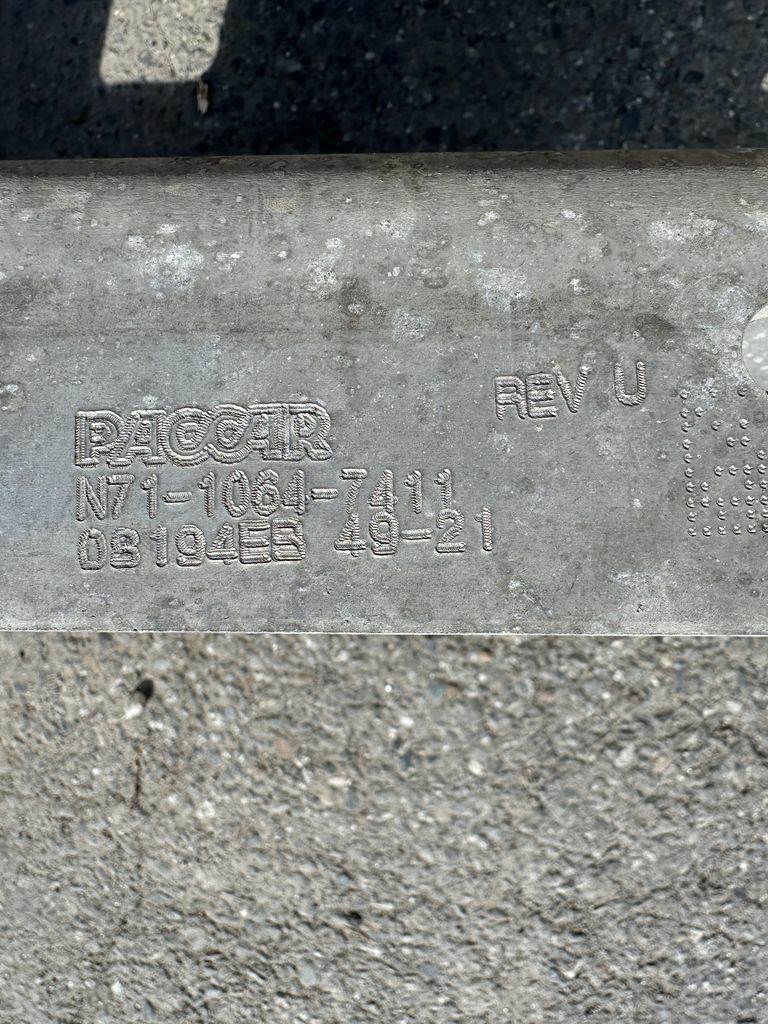 PACCAR
REV U
N71-1064-7411
08194EB 49-21